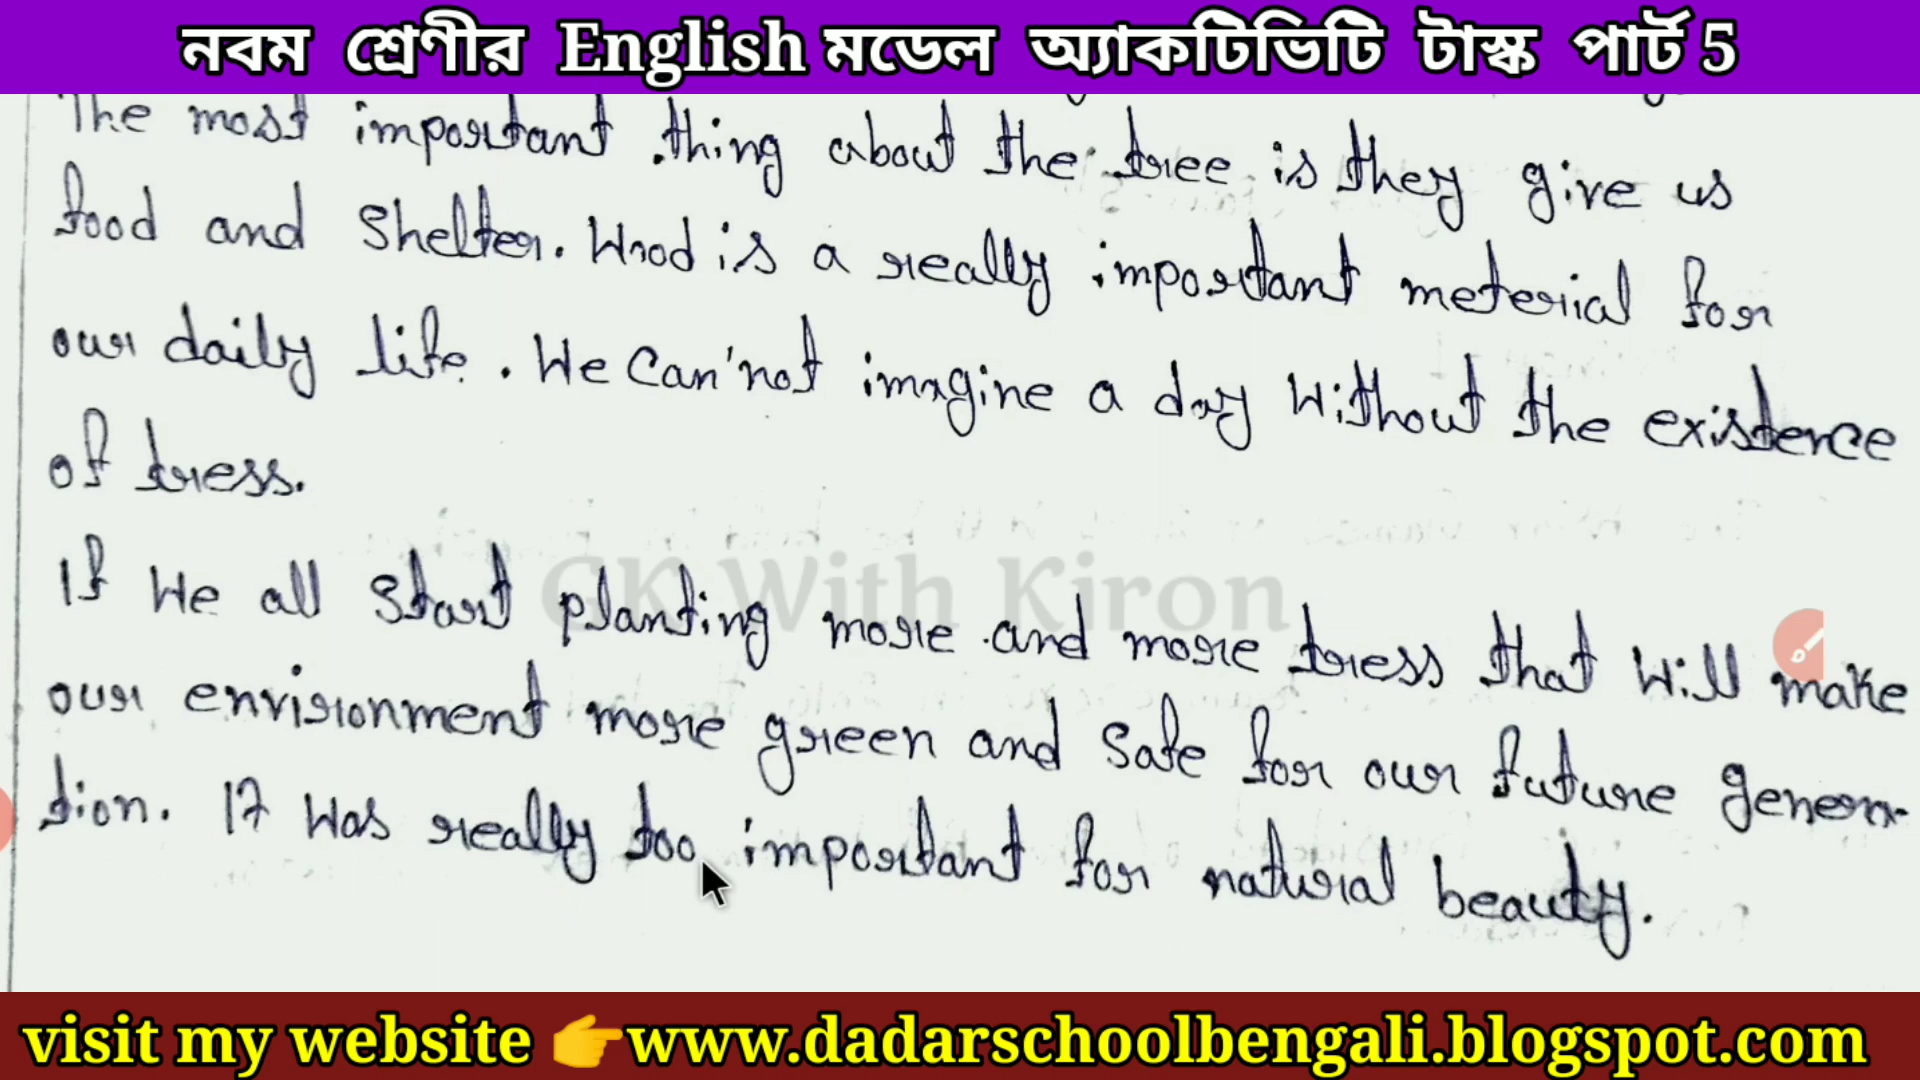 নবম শ্রেণীর English মডেল অ্যাকটিভিটি টাস্ক পার্ট 5
The most important thing about the tree is they give us
food and Shelter. Wood is a really important meterial for
our daily life. We Can'not imagine a day Without the existence
of tress.
GK With Kiron
If We all Start planting more and more tress that Will make
our environment more green and Safe for our future genera-
tion. It was really too important for natural beauty.
visit my website 👉www.dadarschoolbengali.blogspot.com